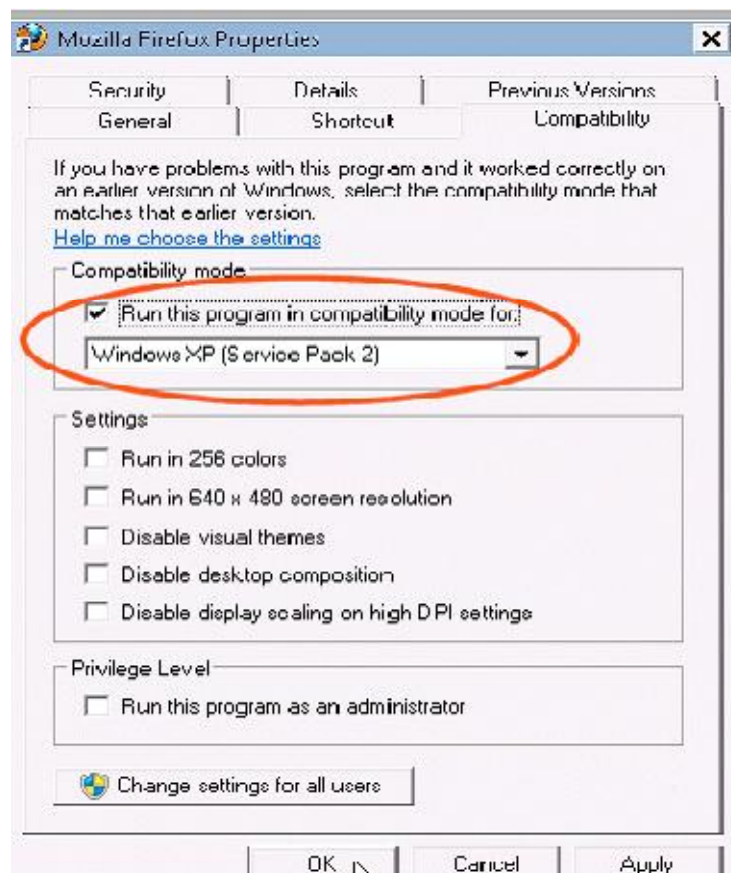 Mozilla Firefox Properties
Security Details Previous Versions
General Shortcut Compatibility
If you have problems with this program and it worked correctly on
an earlier version of Windows, select the compatibility mode that
matches that earlier version.
Help me choose the settings
Compatibility mode
Run this program in compatibility mode for:
Windows XP (Service Pack 2)
Settings
Run in 256 colors
Run in 640 x 480 screen resolution
Disable visual themes
Disable desktop composition
Disable display scaling on high DPI settings
Privilege Level
Run this program as an administrator
Change settings for all users
OK Cancel Apply